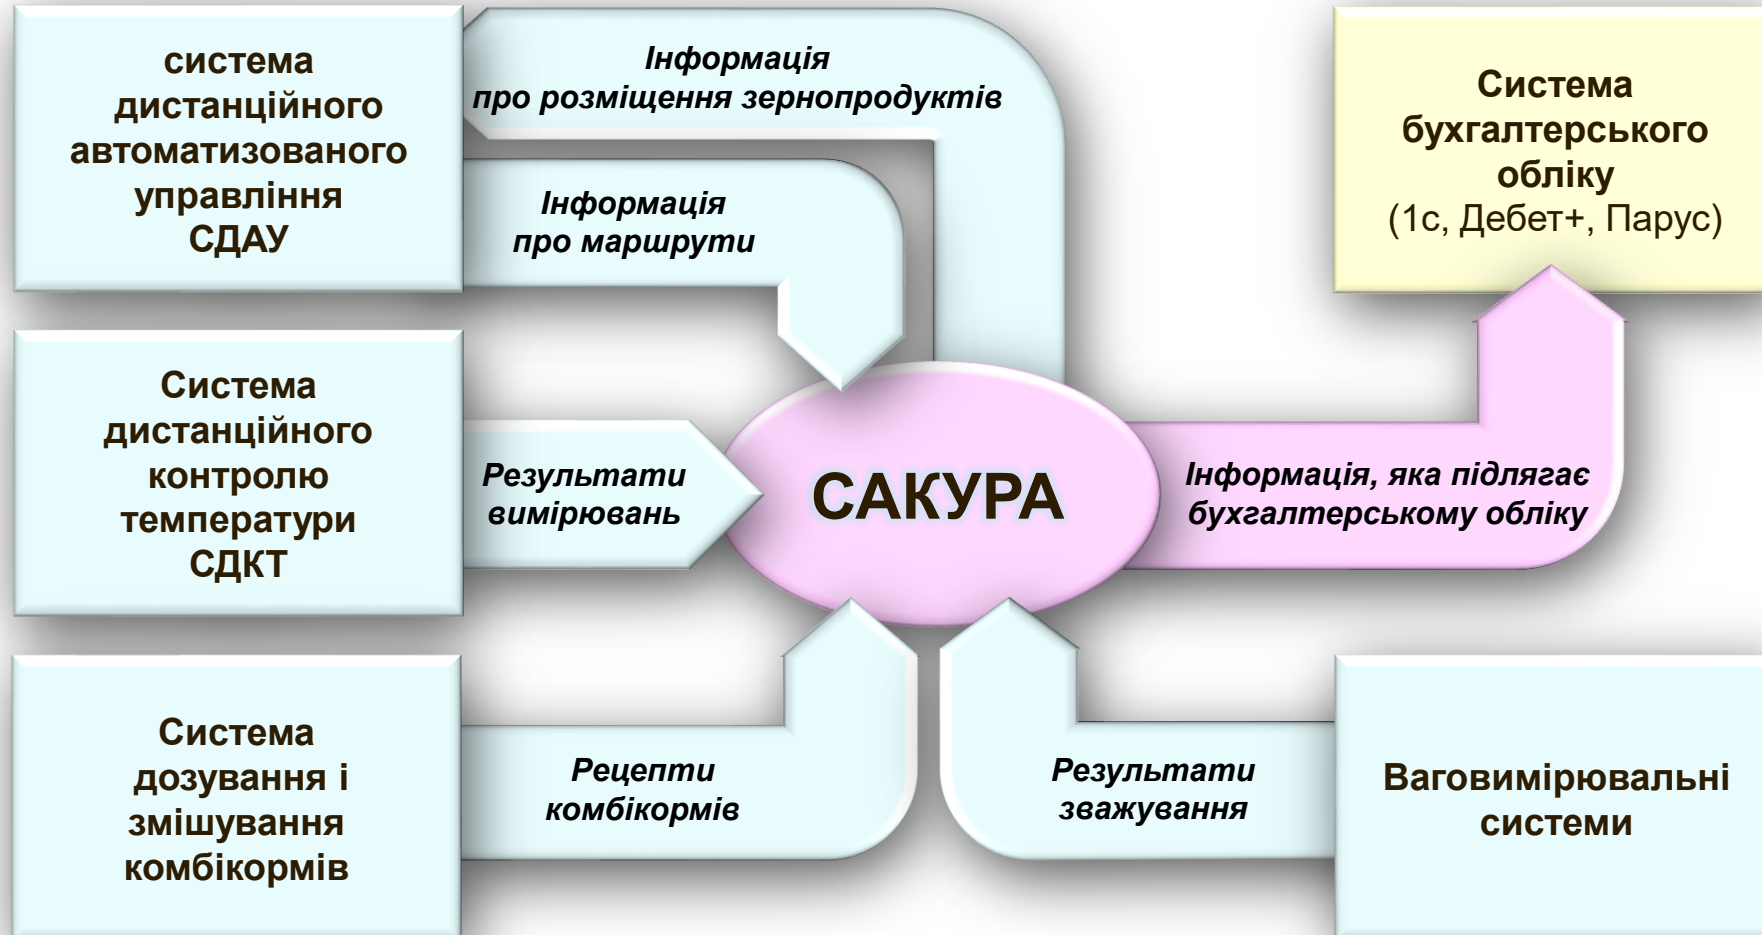 система
дистанційного
автоматизованого
управління
СДАУ
Інформація
про розміщення зернопродуктів
Інформація
про маршрути
Система
бухгалтерського
обліку
(1с, Дебет+, Парус)
Система
дистанційного
контролю
температури
СДКТ
Результати
вимірювань
САКУРА
Інформація, яка підлягає
бухгалтерському обліку
Система
дозування і
змішування
комбікормів
Рецепти
комбікормів
Результати
зважування
Ваговимірювальні
системи